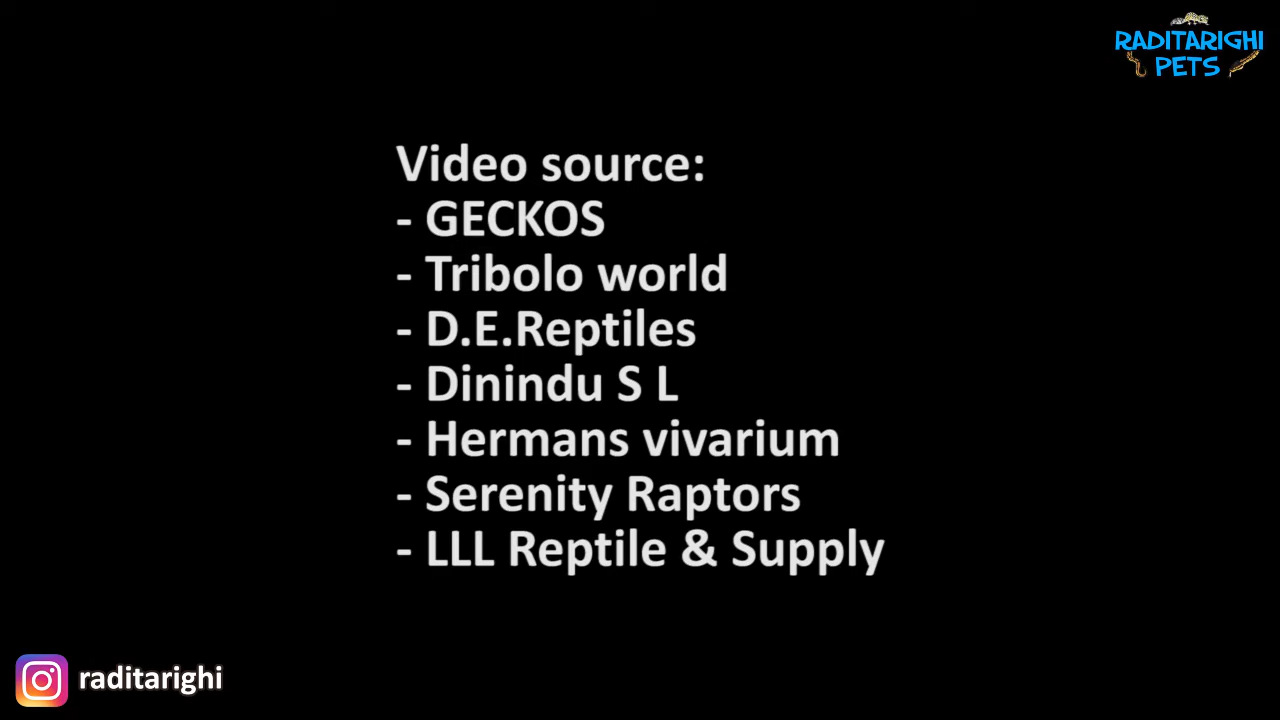 RADITARIGHI
PETS
Video source:
- GECKOS
- Tribolo world
- D.E.Reptiles
- Dinindu S L
- Hermans vivarium
- Serenity Raptors
- LLL Reptile & Supply
raditarighi